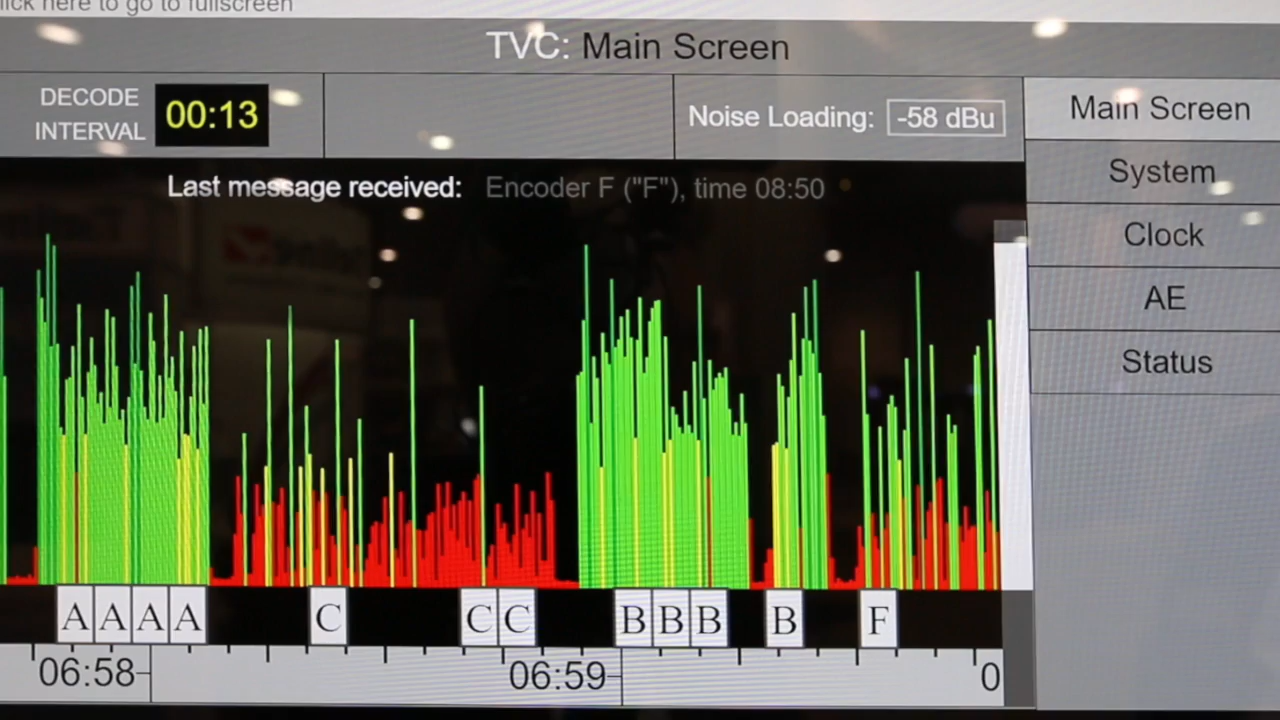 lick here to go to fullscreen
TVC: Main Screen
DECODE
INTERVAL
00:13
Noise Loading: -58 dBu
Last message received: Encoder F ("F"), time 08:50
Main Screen
System
Clock
AE
Status
A A A A C C C B B B B F
06:58 06:59 0